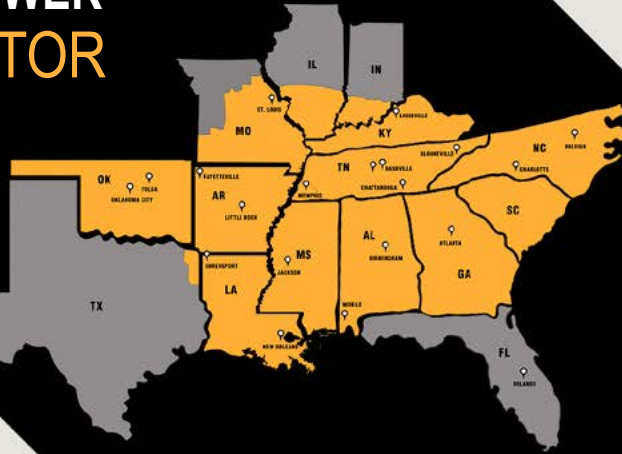 WER
TOR
IL
IN
ST. LOUIS
MO
LOUISVILLE
KY
BLOUNTVILLE
NC
RALEIGH
TN
NASHVILLE
CHARLOTTE
CHATTANOOGA
MEMPHIS
OK
TULSA
OKLAHOMA CITY
FAYETTEVILLE
AR
LITTLE ROCK
SC
AL
BIRMINGHAM
ATLANTA
GA
MS
JACKSON
SHREVEPORT
LA
TX
MOBILE
NEW ORLEANS
FL
ORLANDO